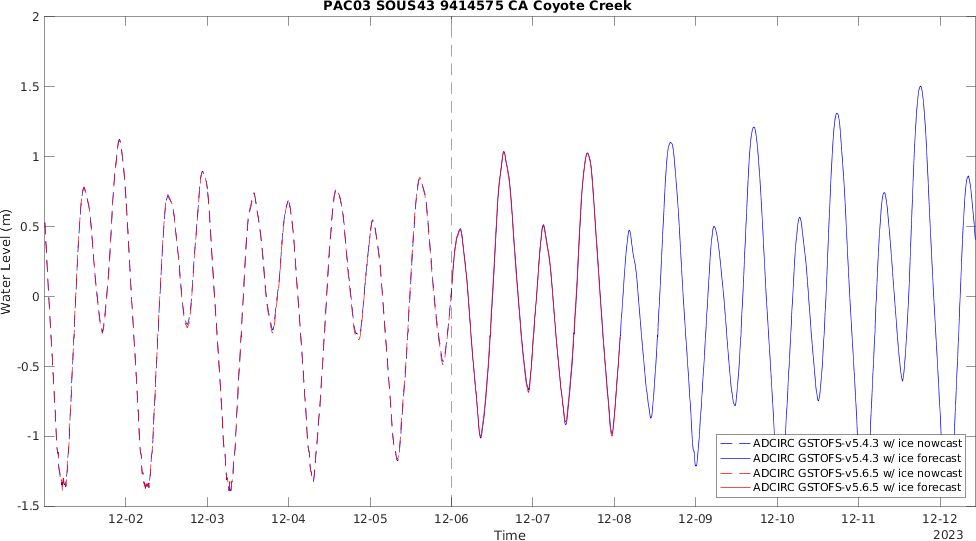 PAC03 SOUS43 9414575 CA Coyote Creek
2
1.5
1
0.5
0
-0.5
-1
-1.5
Water Level (m)
12-02 12-03 12-04 12-05 12-06 12-07 12-08 12-09 12-10 12-11 12-12
2023
Time
ADCIRC GSTOFS-v5.4.3 w/ ice nowcast
ADCIRC GSTOFS-v5.4.3 w/ ice forecast
ADCIRC GSTOFS-v5.6.5 w/ ice nowcast
ADCIRC GSTOFS-v5.6.5 w/ ice forecast